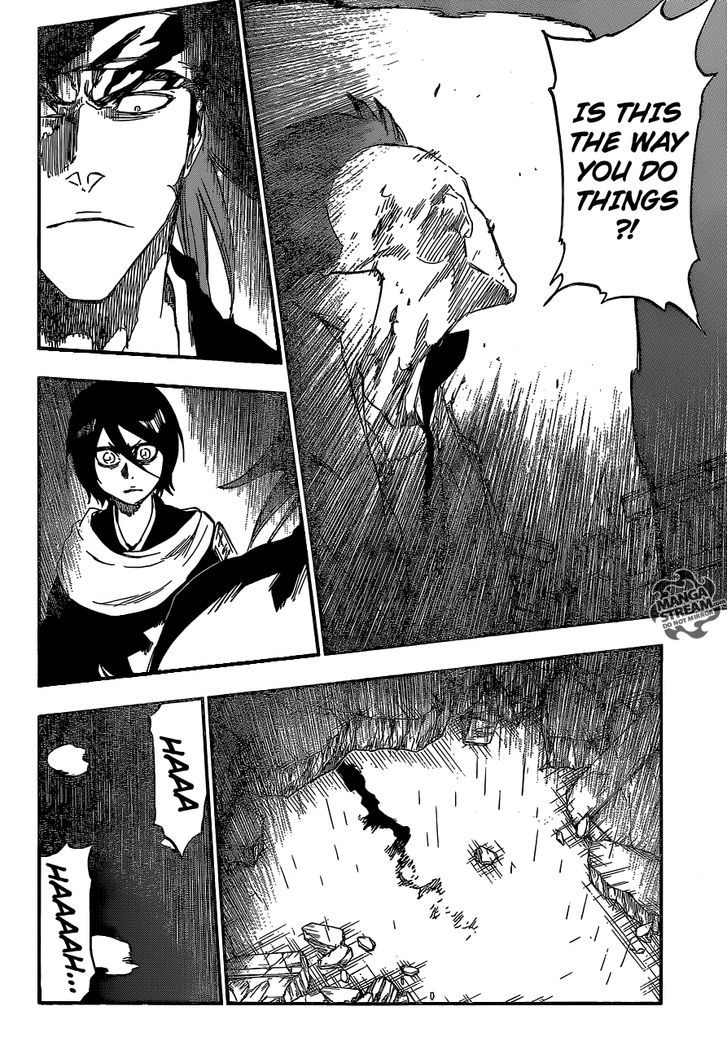 IS THIS
THE WAY
YOU DO
THINGS
?!
MANGA
STREAM
DO NOT MIRROR
HAAA
HAAAAH...